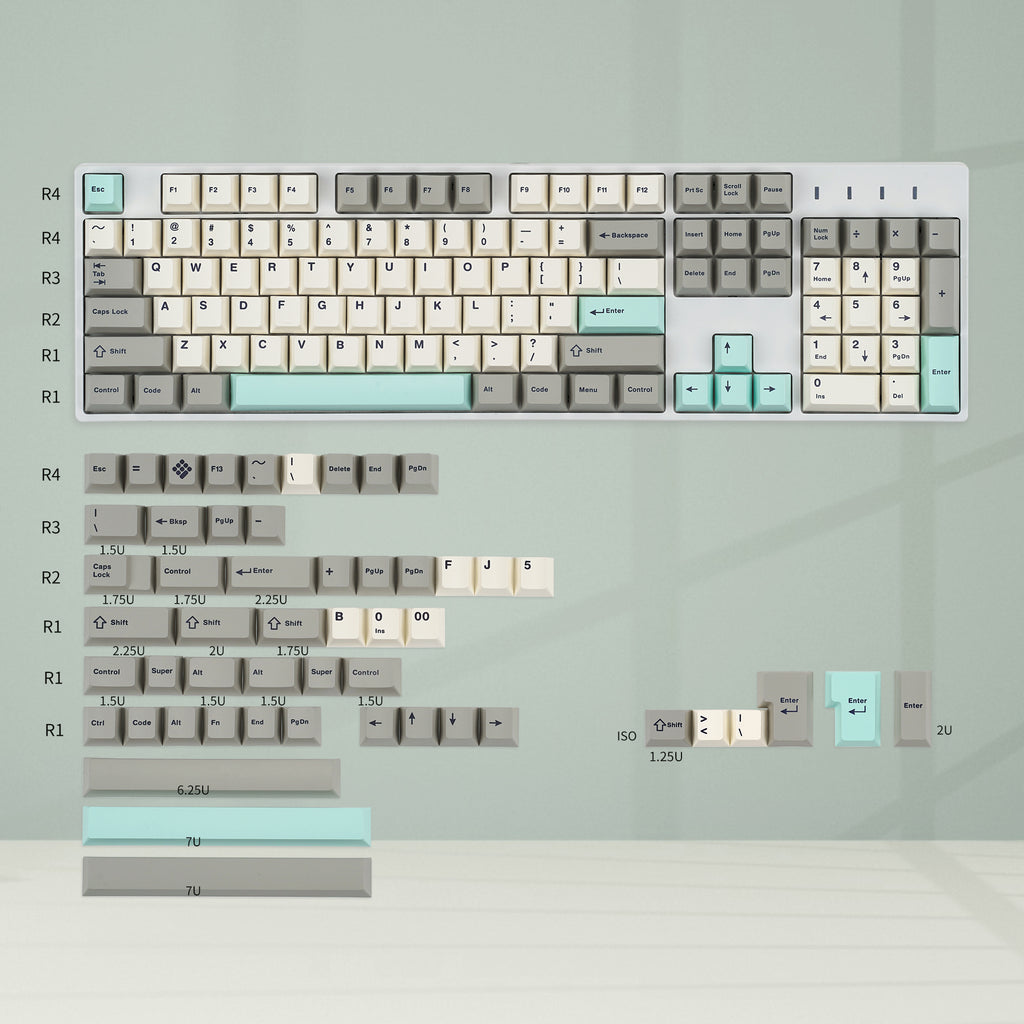 R4 Esc F1 F2 F3 F4 F5 F6 F7 F8 F9 F10 F11 F12 Prt Sc Scroll Lock Pause
R4 ~ ` ! 1 @ 2 # 3 $ 4 % 5 ^ 6 & 7 * 8 ( 9 ) 0 — - + = ← Backspace Insert Home PgUp Num Lock ÷ × −
R3 Tab Q W E R T Y U I O P { [ } ] | \ Delete End PgDn 7 Home 8 ↑ 9 PgUp +
R2 Caps Lock A S D F G H J K L : ; " ' Enter 4 ← 5 6 →
R1 Shift Z X C V B N M < , > . ? / Shift ↑ 1 End 2 ↓ 3 PgDn Enter
R1 Control Code Alt Alt Code Menu Control ← ↓ → 0 Ins . Del
R4 Esc = F13 ~ ` | \ Delete End PgDn
R3 | \ ← Bksp PgUp −
1.5U 1.5U
R2 Caps Lock Control Enter + PgUp PgDn F J 5
1.75U 1.75U 2.25U
R1 Shift Shift Shift B 0 Ins 00
2.25U 2U 1.75U
R1 Control Super Alt Alt Super Control
1.5U 1.5U 1.5U 1.5U
R1 Ctrl Code Alt Fn End PgDn ← ↑ ↓ →
ISO Shift > < | \ Enter Enter Enter 2U
1.25U
6.25U
7U
7U